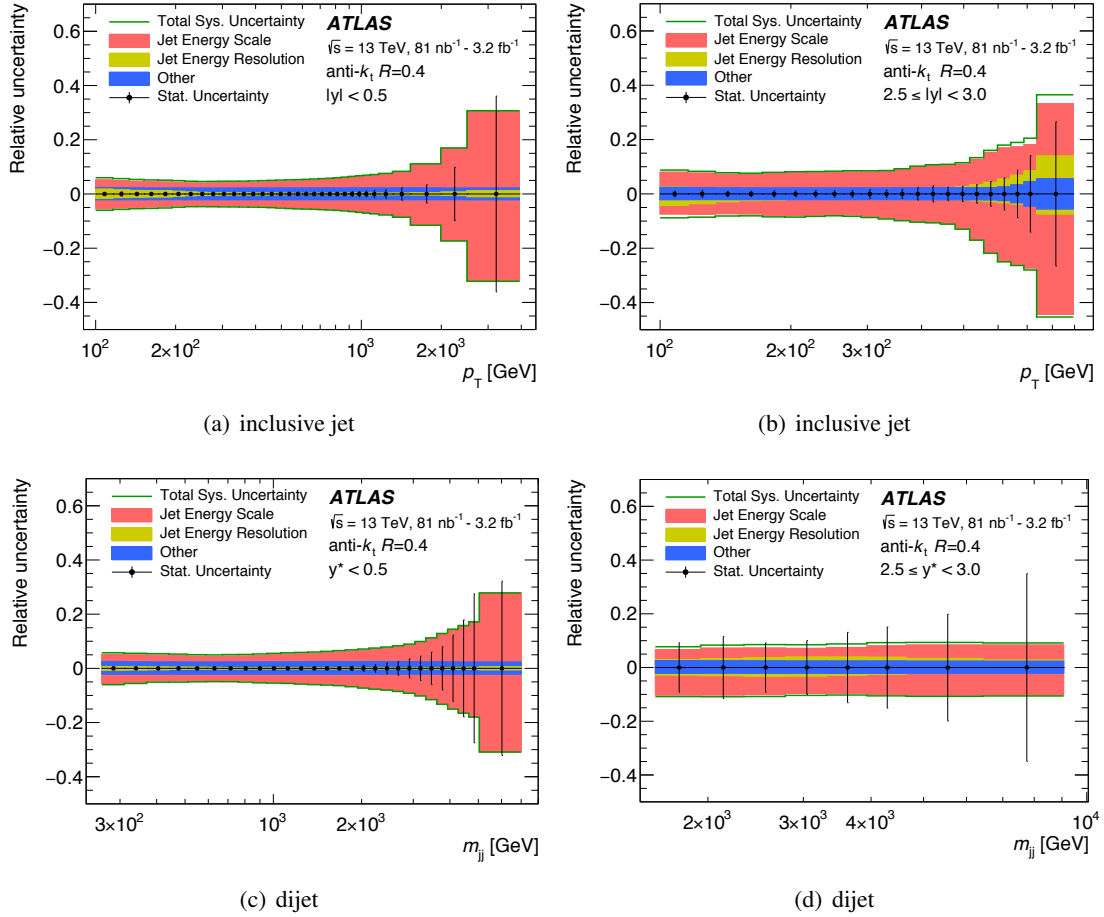 Relative uncertainty
0.6
0.4
0.2
0
−0.2
−0.4
Total Sys. Uncertainty
Jet Energy Scale
Jet Energy Resolution
Other
Stat. Uncertainty
ATLAS
√s = 13 TeV, 81 nb⁻¹ - 3.2 fb⁻¹
anti-kₜ R=0.4
|y| < 0.5
10² 2×10² 10³ 2×10³
p_T [GeV]
(a) inclusive jet
Relative uncertainty
0.6
0.4
0.2
0
−0.2
−0.4
Total Sys. Uncertainty
Jet Energy Scale
Jet Energy Resolution
Other
Stat. Uncertainty
ATLAS
√s = 13 TeV, 81 nb⁻¹ - 3.2 fb⁻¹
anti-kₜ R=0.4
2.5 ≤ |y| < 3.0
10² 2×10² 3×10²
p_T [GeV]
(b) inclusive jet
Relative uncertainty
0.6
0.4
0.2
0
−0.2
−0.4
Total Sys. Uncertainty
Jet Energy Scale
Jet Energy Resolution
Other
Stat. Uncertainty
ATLAS
√s = 13 TeV, 81 nb⁻¹ - 3.2 fb⁻¹
anti-kₜ R=0.4
y* < 0.5
3×10² 10³ 2×10³
m_jj [GeV]
(c) dijet
Relative uncertainty
0.6
0.4
0.2
0
−0.2
−0.4
Total Sys. Uncertainty
Jet Energy Scale
Jet Energy Resolution
Other
Stat. Uncertainty
ATLAS
√s = 13 TeV, 81 nb⁻¹ - 3.2 fb⁻¹
anti-kₜ R=0.4
2.5 ≤ y* < 3.0
2×10³ 3×10³ 4×10³ 10⁴
m_jj [GeV]
(d) dijet